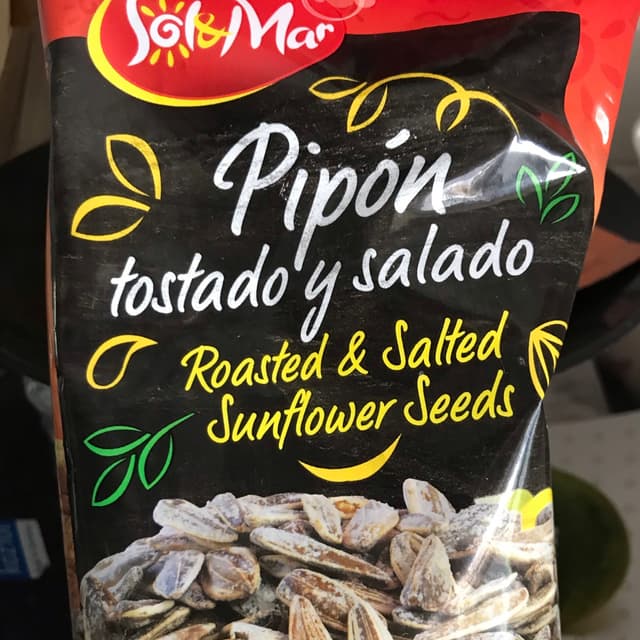 Sol&Mar
Pipón
tostado y salado
Roasted & Salted
Sunflower Seeds